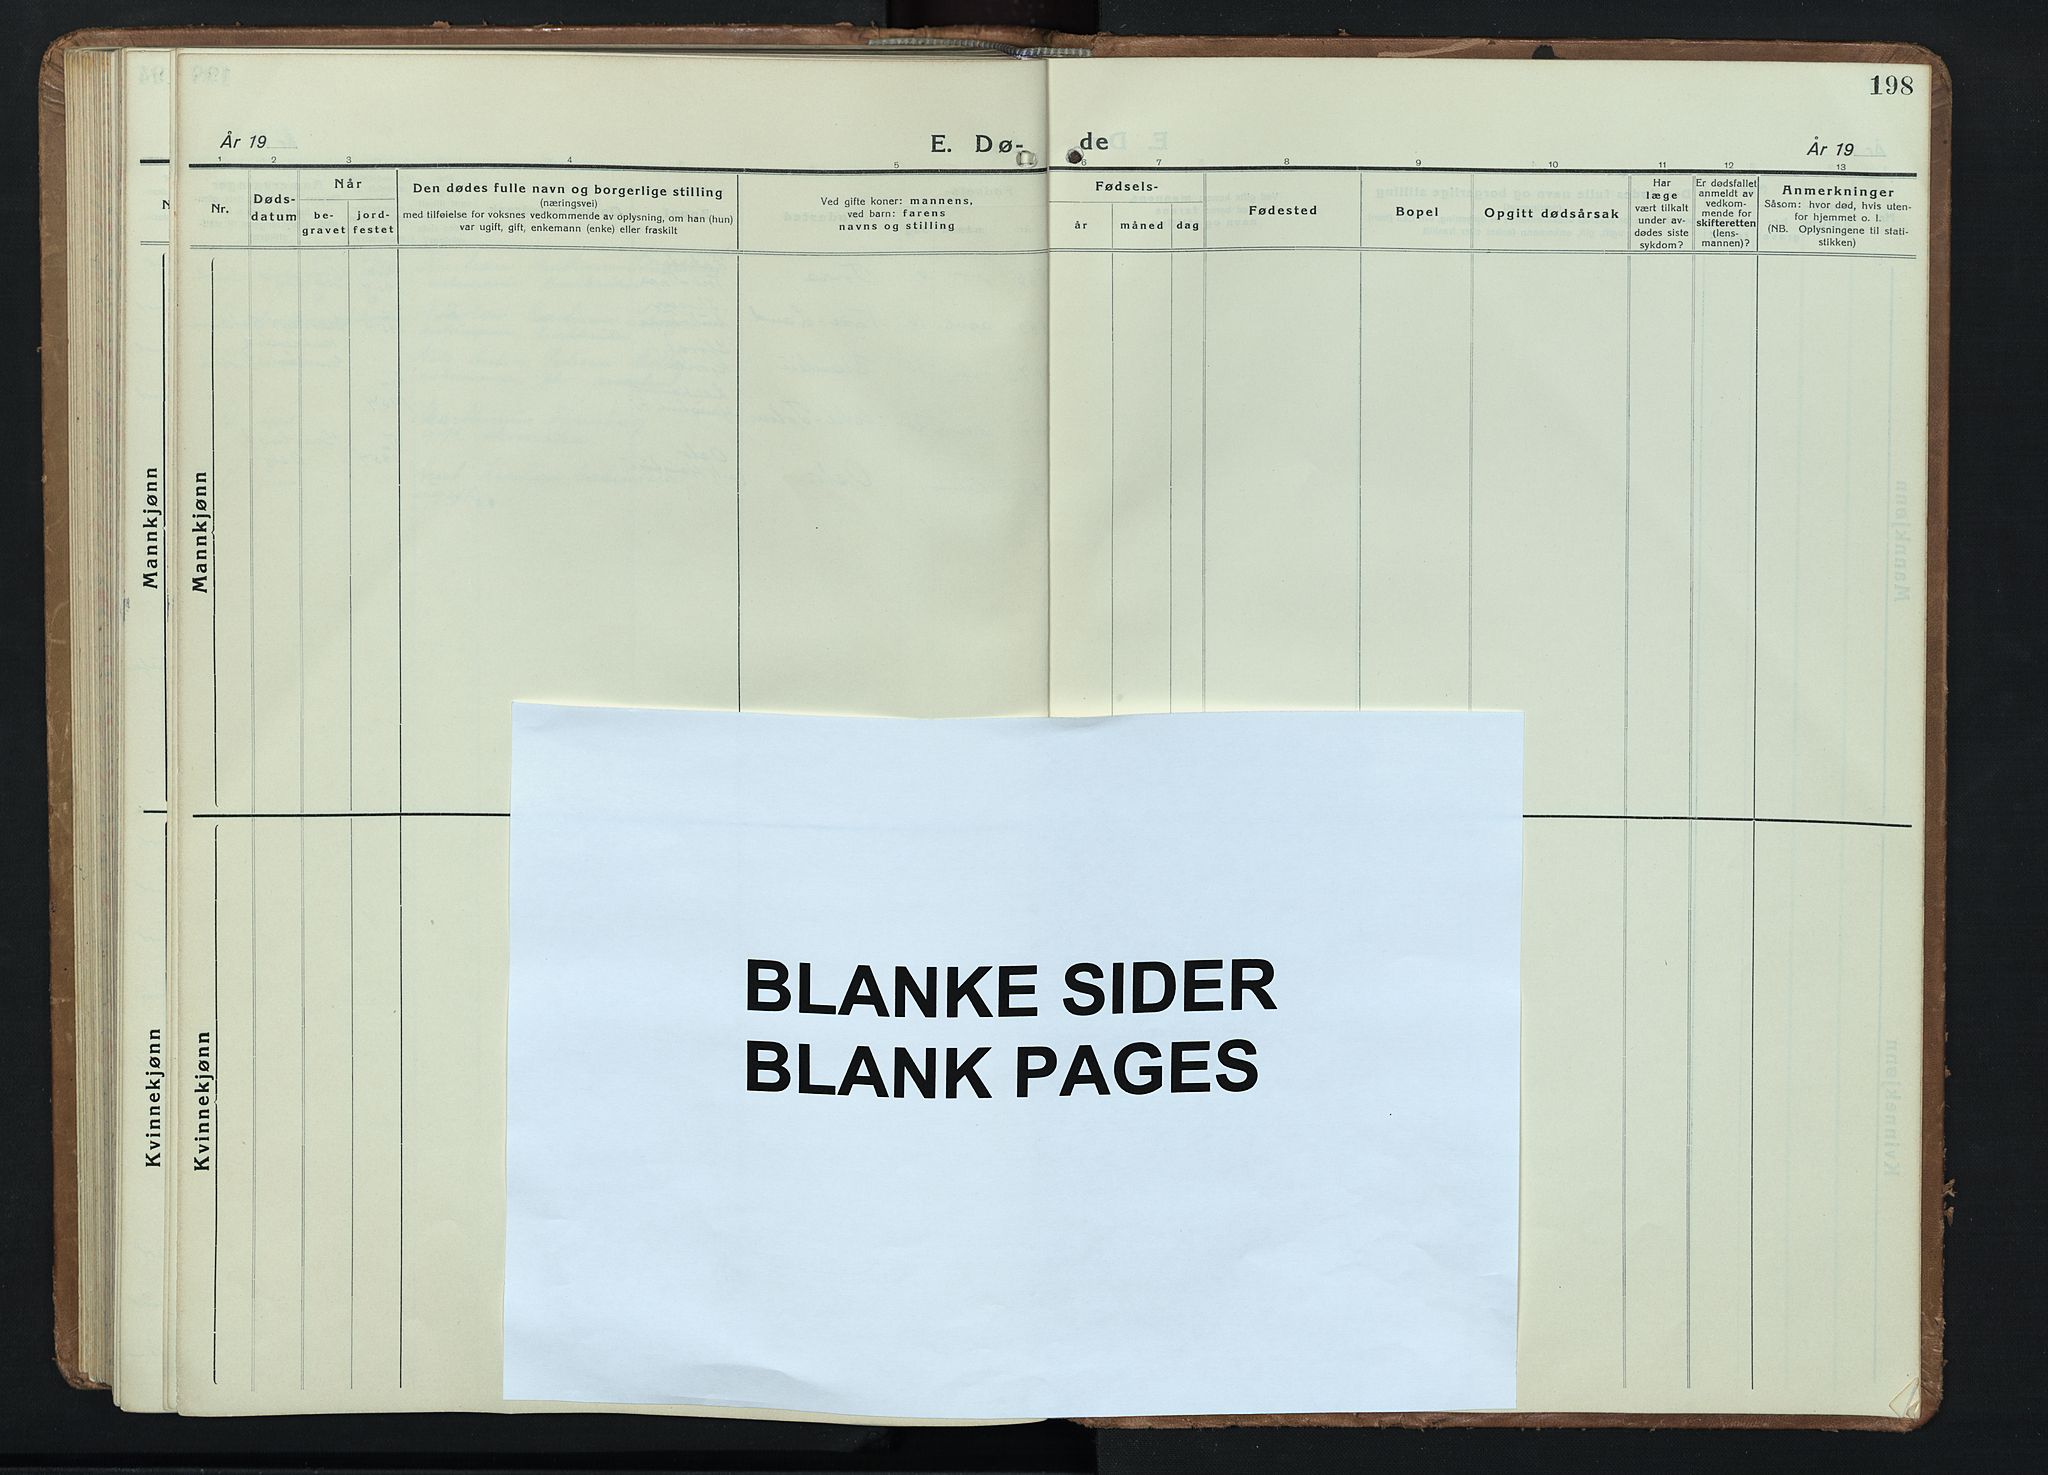 198
År 19
E. Dø-
de
År 19
1 2 3 4 5 6 7 8 9 10 11 12 13
Nr.
Døds-
datum
Når
be-
gravet
jord-
festet
Den dødes fulle navn og borgerlige stilling
(næringsvei)
med tilføielse for voksnes vedkommende av oplysning, om han (hun)
var ugift, gift, enkemann (enke) eller fraskilt
Ved gifte koner: mannens,
ved barn: farens
navns og stilling
Fødsels-
år
måned
dag
Fødested
Bopel
Opgitt dødsårsak
Har
læge
vært tilkalt
under av-
dødes siste
sykdom?
Er dødsfallet
anmeldt av
vedkom-
mende for
skifteretten
(lens-
mannen)?
Anmerkninger
Såsom: hvor død, hvis uten-
for hjemmet o. l.
(NB. Oplysningene til stati-
stikken)
N
Mannkjønn
Mannkjønn
Kvinnekjønn
Kvinnekjønn
BLANKE SIDER
BLANK PAGES